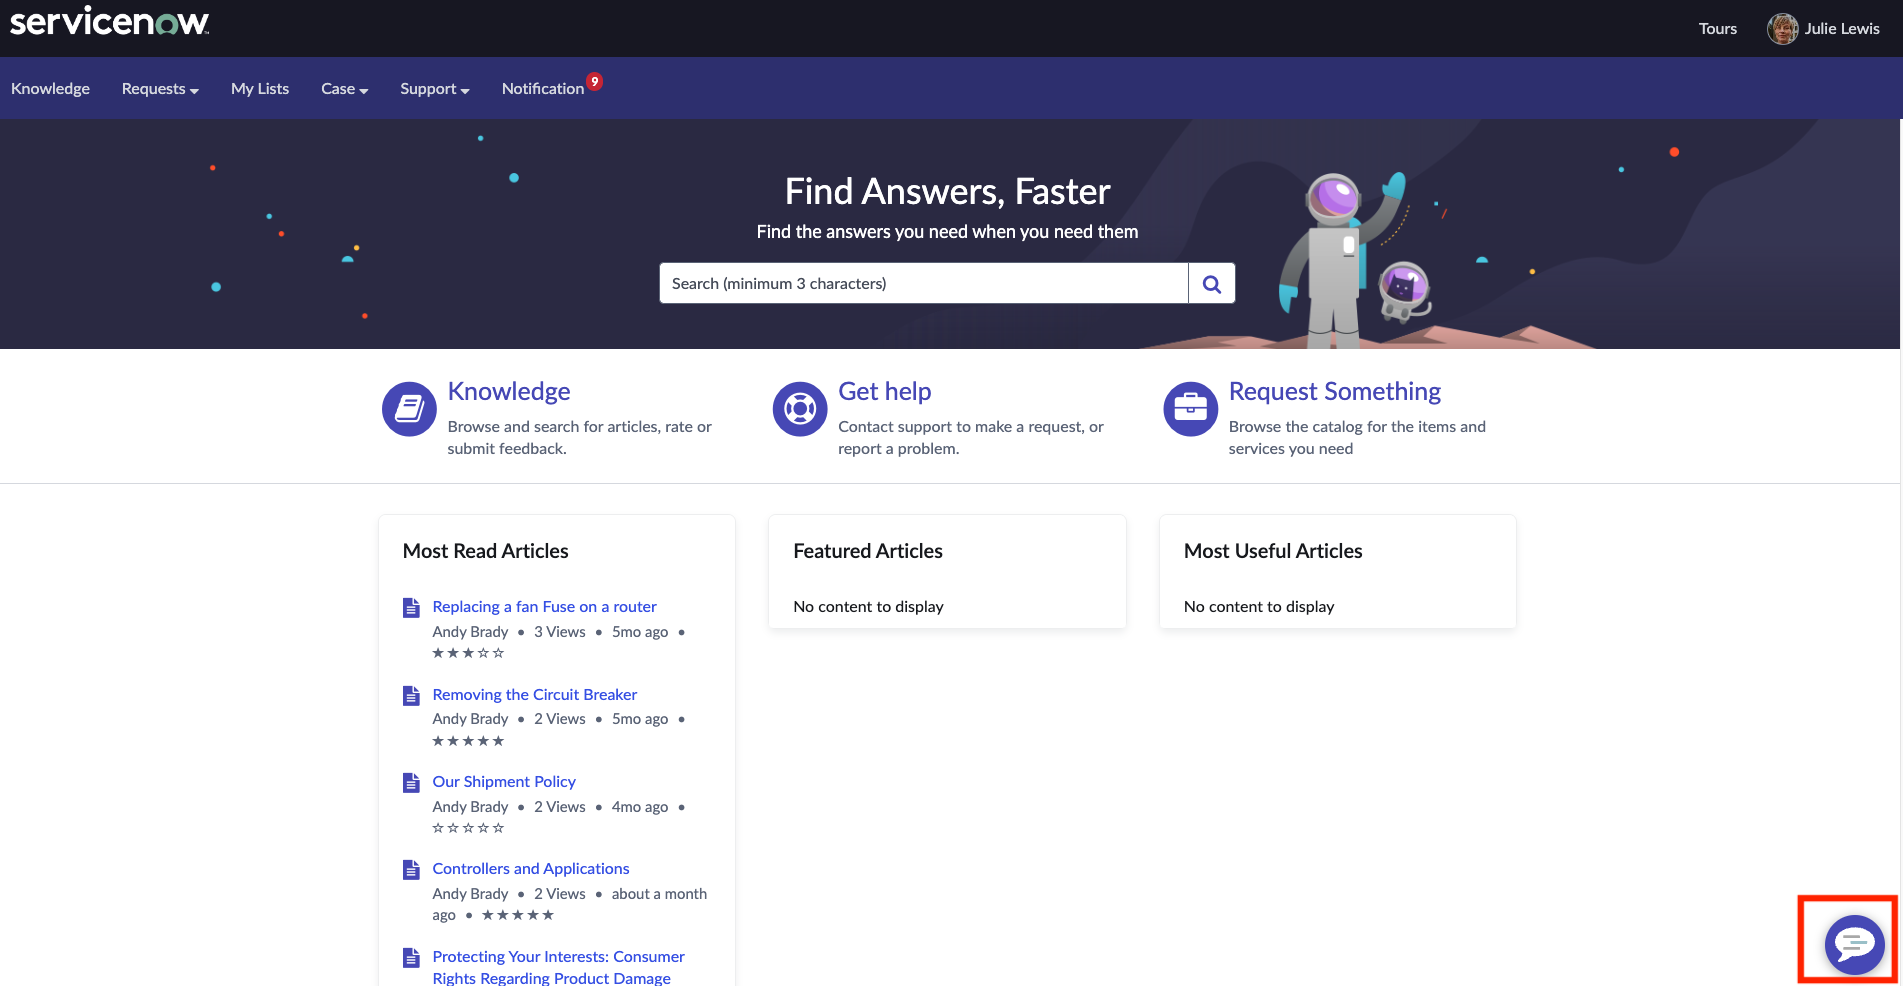 servicenow
Tours
Julie Lewis
Knowledge
Requests
My Lists
Case
Support
Notification
9
Find Answers, Faster
Find the answers you need when you need them
Search (minimum 3 characters)
Knowledge
Browse and search for articles, rate or
submit feedback.
Get help
Contact support to make a request, or
report a problem.
Request Something
Browse the catalog for the items and
services you need
Most Read Articles
Replacing a fan Fuse on a router
Andy Brady • 3 Views • 5mo ago •
★★★☆☆
Removing the Circuit Breaker
Andy Brady • 2 Views • 5mo ago •
★★★★★
Our Shipment Policy
Andy Brady • 2 Views • 4mo ago •
☆☆☆☆☆
Controllers and Applications
Andy Brady • 2 Views • about a month
ago • ★★★★★
Protecting Your Interests: Consumer
Rights Regarding Product Damage
Featured Articles
No content to display
Most Useful Articles
No content to display